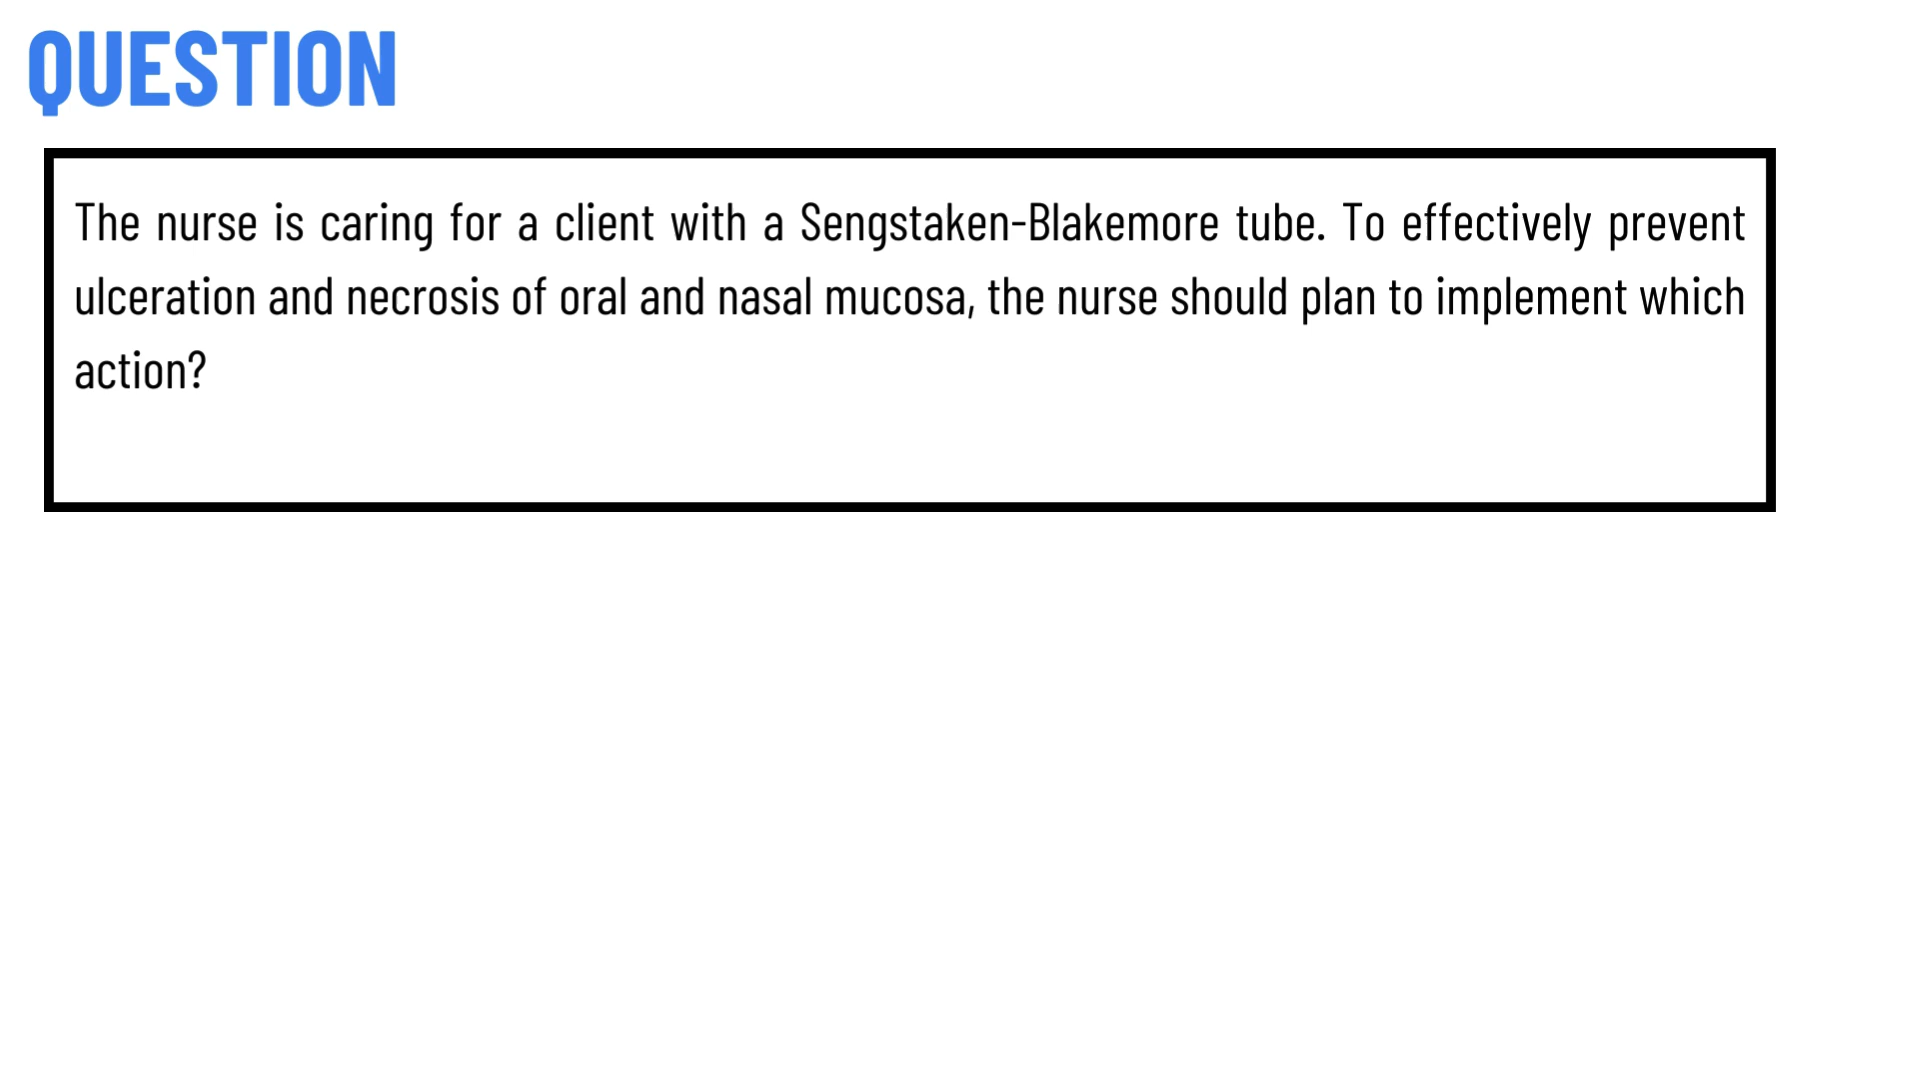 QUESTION
The nurse is caring for a client with a Sengstaken-Blakemore tube. To effectively prevent
ulceration and necrosis of oral and nasal mucosa, the nurse should plan to implement which
action?